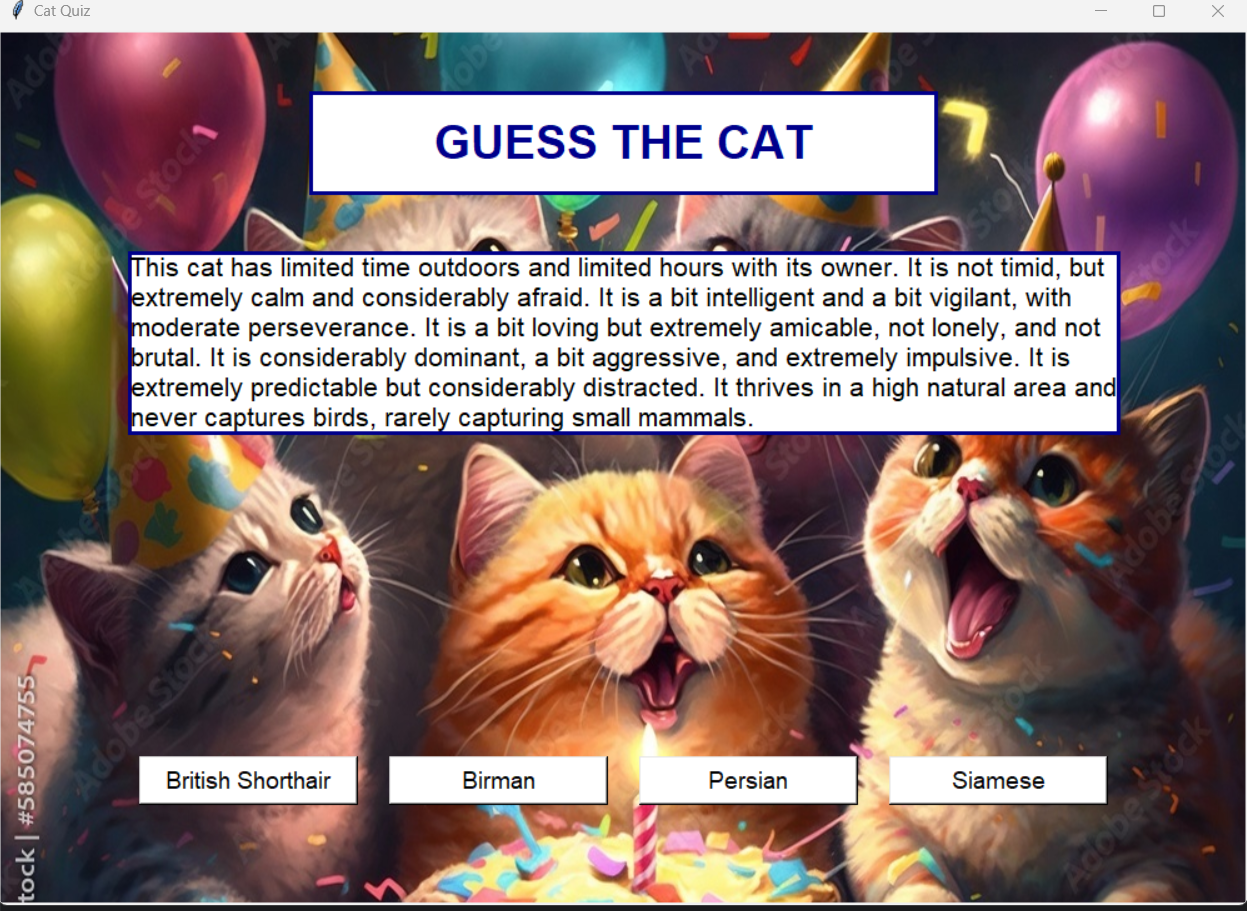 Cat Quiz
GUESS THE CAT
This cat has limited time outdoors and limited hours with its owner. It is not timid, but
extremely calm and considerably afraid. It is a bit intelligent and a bit vigilant, with
moderate perseverance. It is a bit loving but extremely amicable, not lonely, and not
brutal. It is considerably dominant, a bit aggressive, and extremely impulsive. It is
extremely predictable but considerably distracted. It thrives in a high natural area and
never captures birds, rarely capturing small mammals.
British Shorthair
Birman
Persian
Siamese
tock | #585074755
Adobe Stock